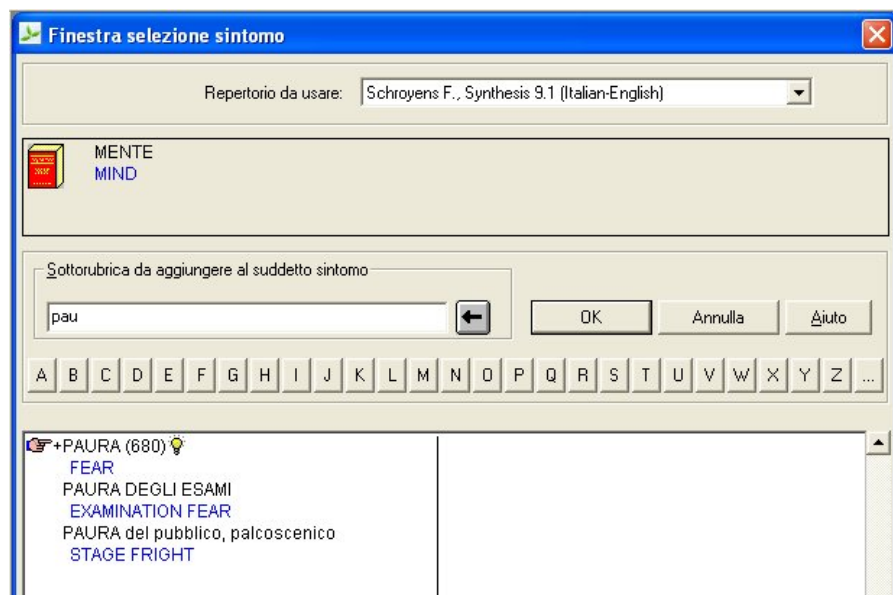 Finestra selezione sintomo
Repertorio da usare: Schroyens F., Synthesis 9.1 (Italian-English)
MENTE
MIND
Sottorubrica da aggiungere al suddetto sintomo
pau
OK Annulla Aiuto
A B C D E F G H I J K L M N O P Q R S T U V W X Y Z ...
+PAURA (680)
FEAR
PAURA DEGLI ESAMI
EXAMINATION FEAR
PAURA del pubblico, palcoscenico
STAGE FRIGHT